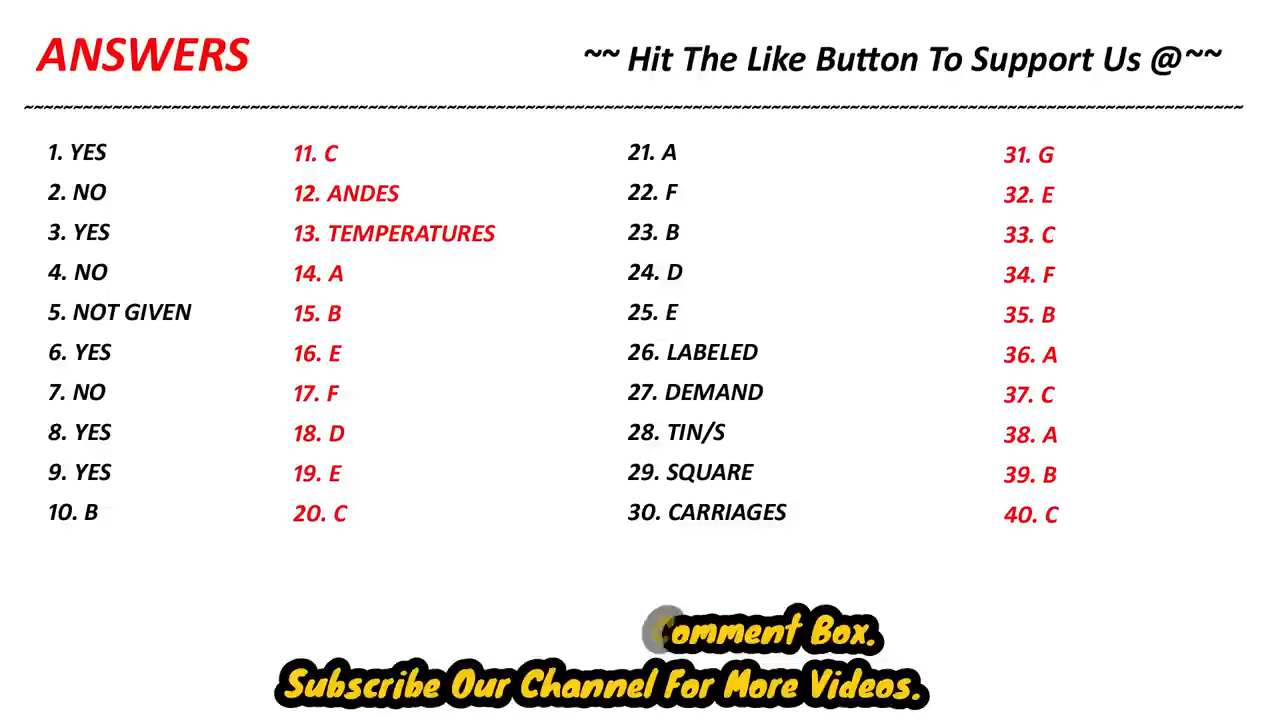 ANSWERS
~~ Hit The Like Button To Support Us @~~
1. YES
2. NO
3. YES
4. NO
5. NOT GIVEN
6. YES
7. NO
8. YES
9. YES
10. B
11. C
12. ANDES
13. TEMPERATURES
14. A
15. B
16. E
17. F
18. D
19. E
20. C
21. A
22. F
23. B
24. D
25. E
26. LABELED
27. DEMAND
28. TIN/S
29. SQUARE
30. CARRIAGES
31. G
32. E
33. C
34. F
35. B
36. A
37. C
38. A
39. B
40. C
Comment Box.
Subscribe Our Channel For More Videos.